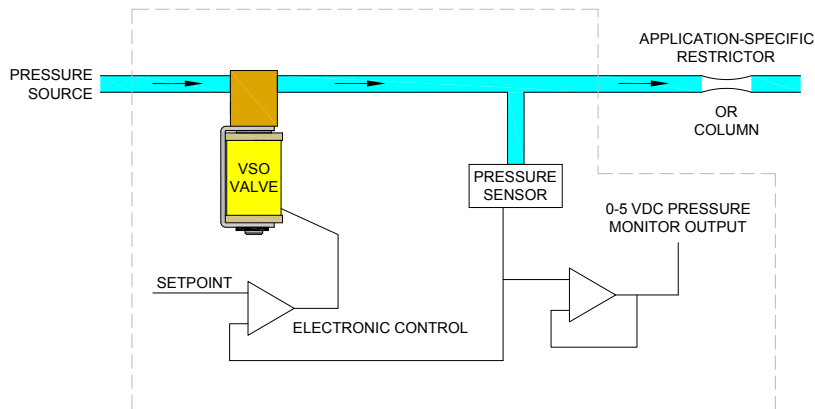 APPLICATION-SPECIFIC
RESTRICTOR
PRESSURE
SOURCE
OR
COLUMN
VSO
VALVE
PRESSURE
SENSOR
0-5 VDC PRESSURE
MONITOR OUTPUT
SETPOINT
ELECTRONIC CONTROL